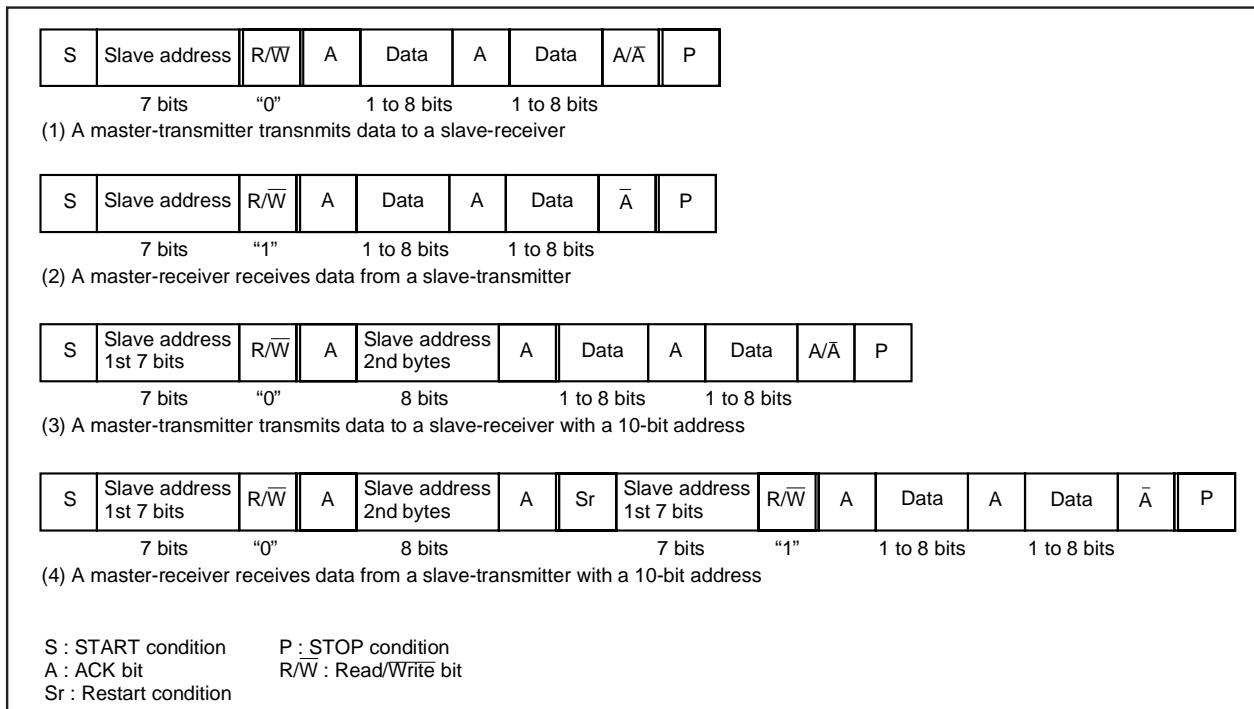 S Slave address R/W̅ A Data A Data A/A̅ P
7 bits “0” 1 to 8 bits 1 to 8 bits
(1) A master-transmitter transnmits data to a slave-receiver
S Slave address R/W̅ A Data A Data A̅ P
7 bits “1” 1 to 8 bits 1 to 8 bits
(2) A master-receiver receives data from a slave-transmitter
S Slave address 1st 7 bits R/W̅ A Slave address 2nd bytes A Data A Data A/A̅ P
7 bits “0” 8 bits 1 to 8 bits 1 to 8 bits
(3) A master-transmitter transmits data to a slave-receiver with a 10-bit address
S Slave address 1st 7 bits R/W̅ A Slave address 2nd bytes A Sr Slave address 1st 7 bits R/W̅ A Data A Data A̅ P
7 bits “0” 8 bits 7 bits “1” 1 to 8 bits 1 to 8 bits
(4) A master-receiver receives data from a slave-transmitter with a 10-bit address
S : START condition P : STOP condition
A : ACK bit R/W̅ : Read/W̅r̅i̅t̅e̅ bit
Sr : Restart condition